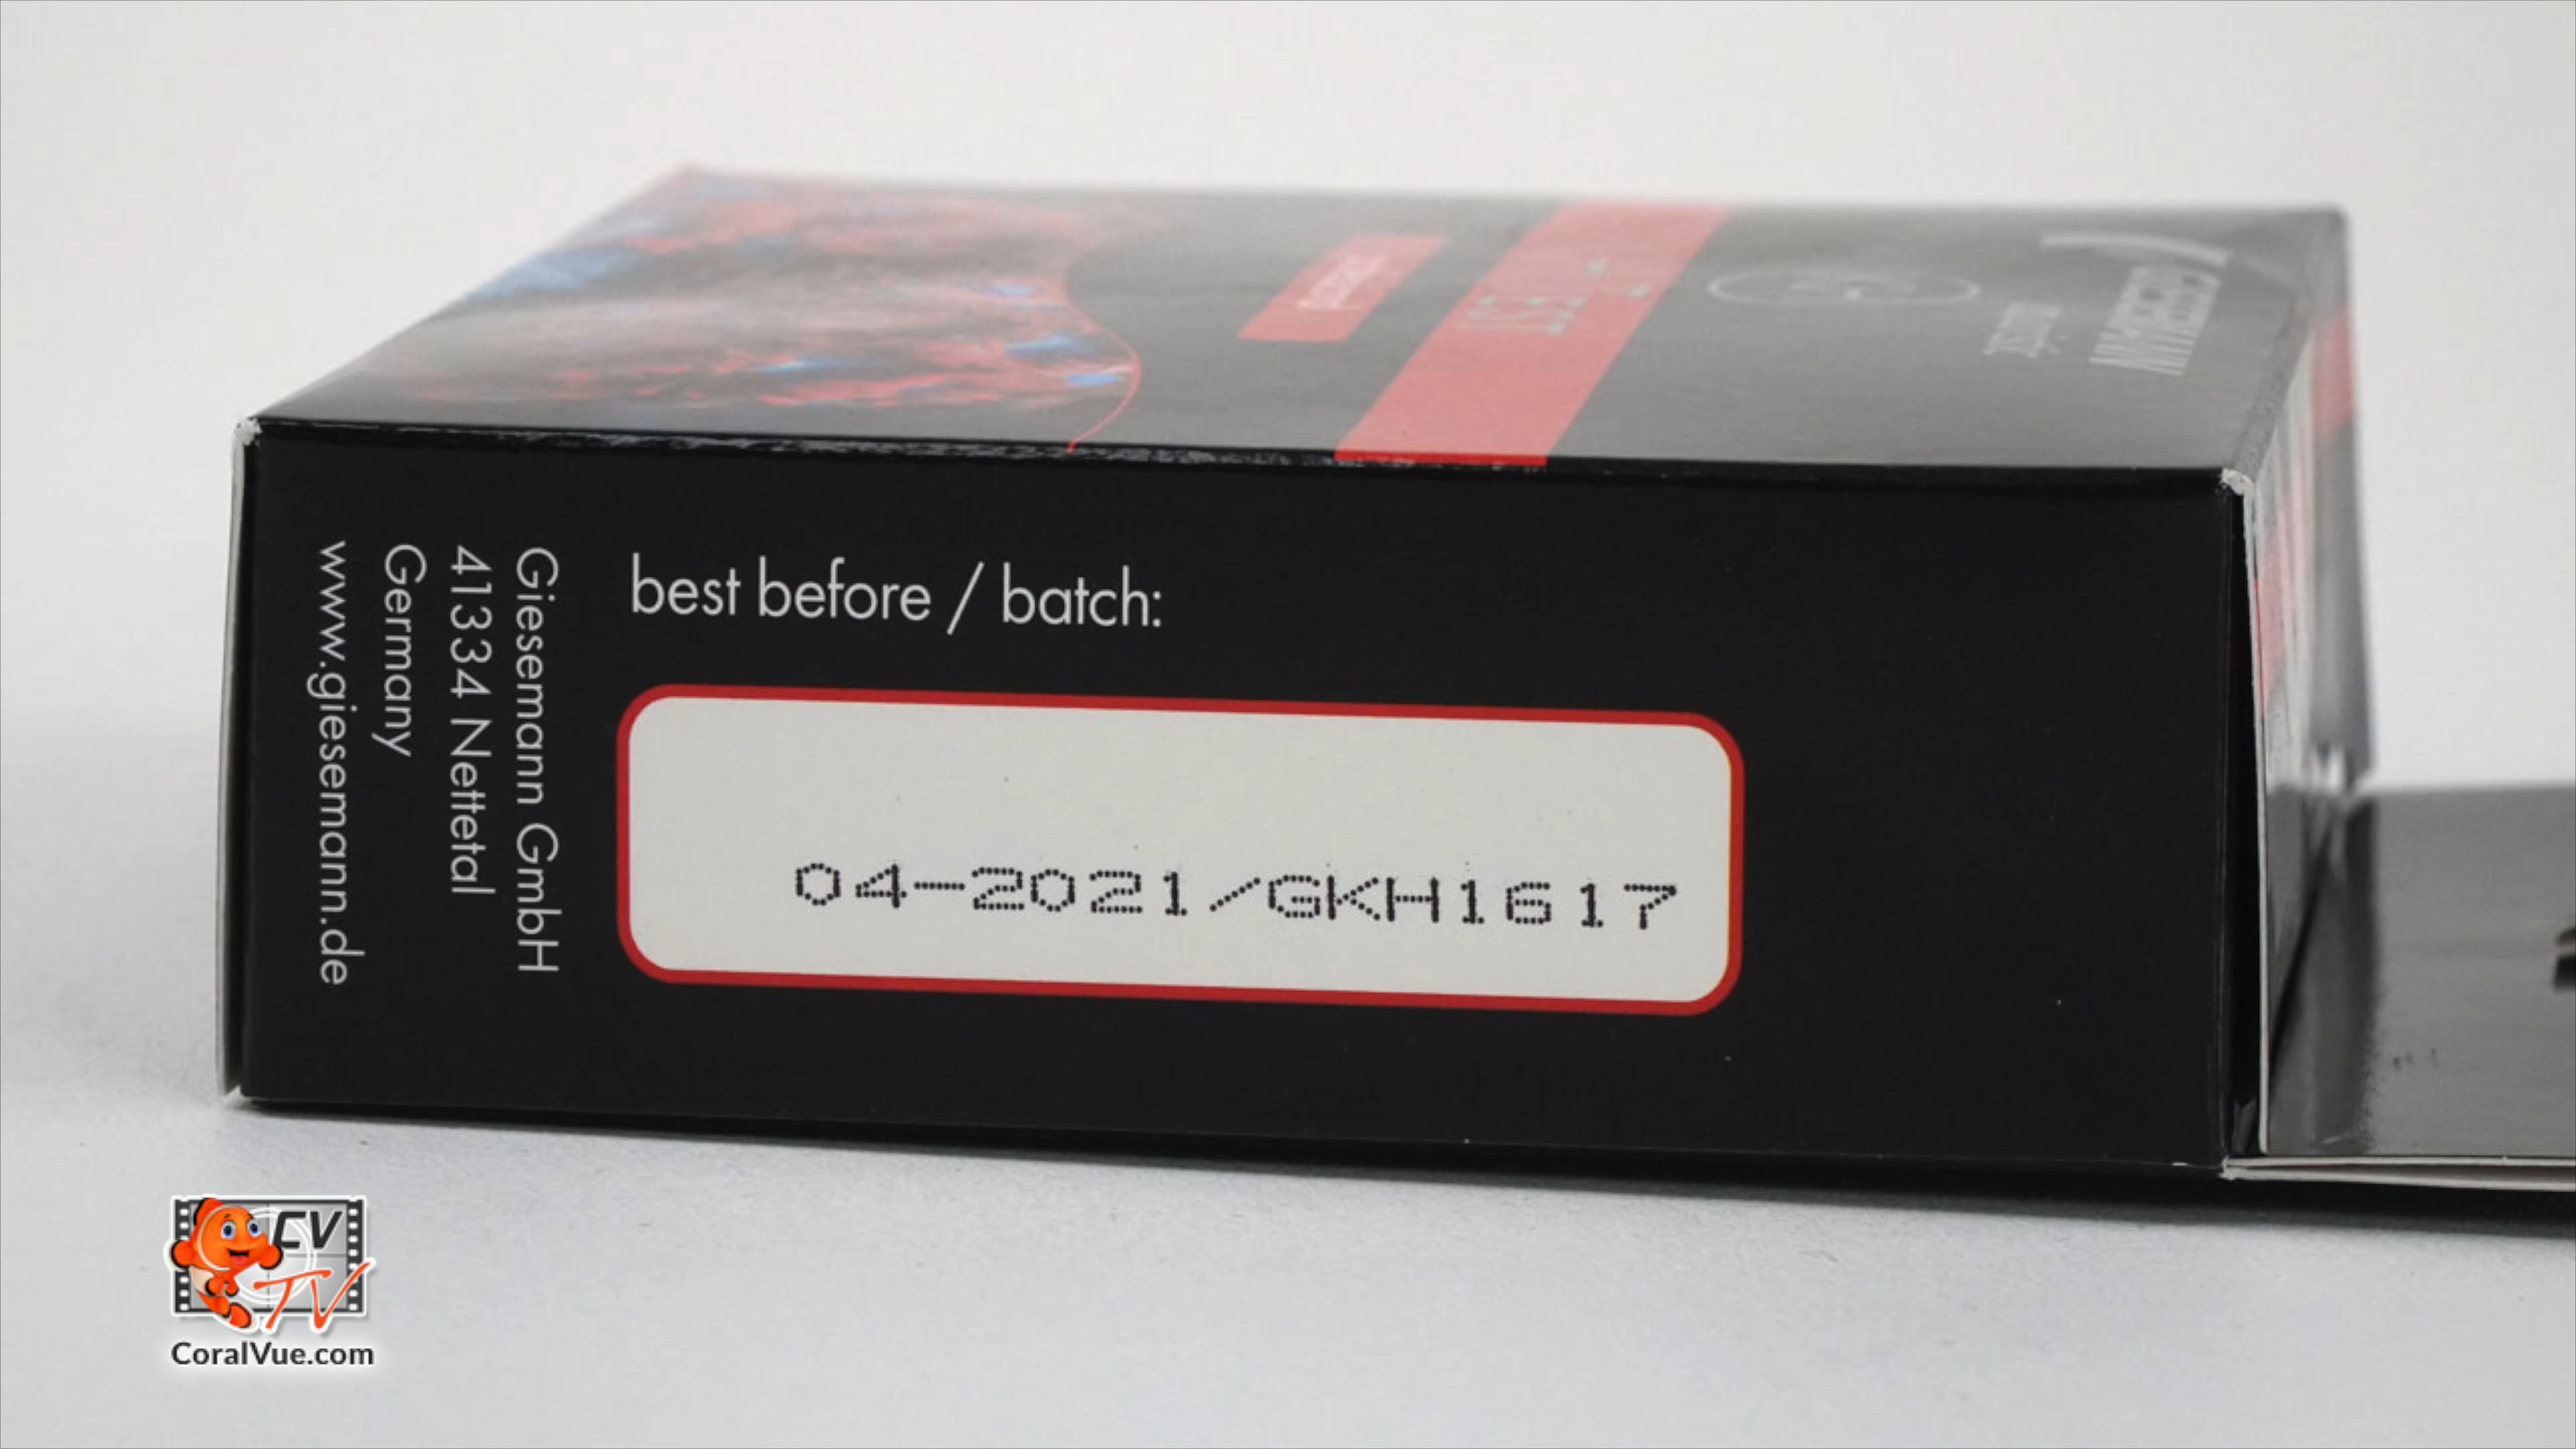 best before / batch:
04-2021/GKH1617
Giesemann GmbH
41334 Nettetal
Germany
www.giesemann.de
CV
TV
CoralVue.com